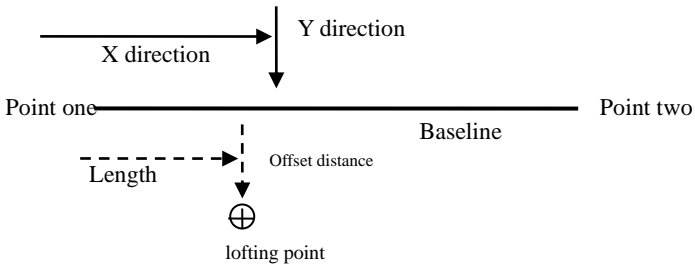 Y direction
X direction
Point one
Point two
Baseline
Offset distance
Length
lofting point